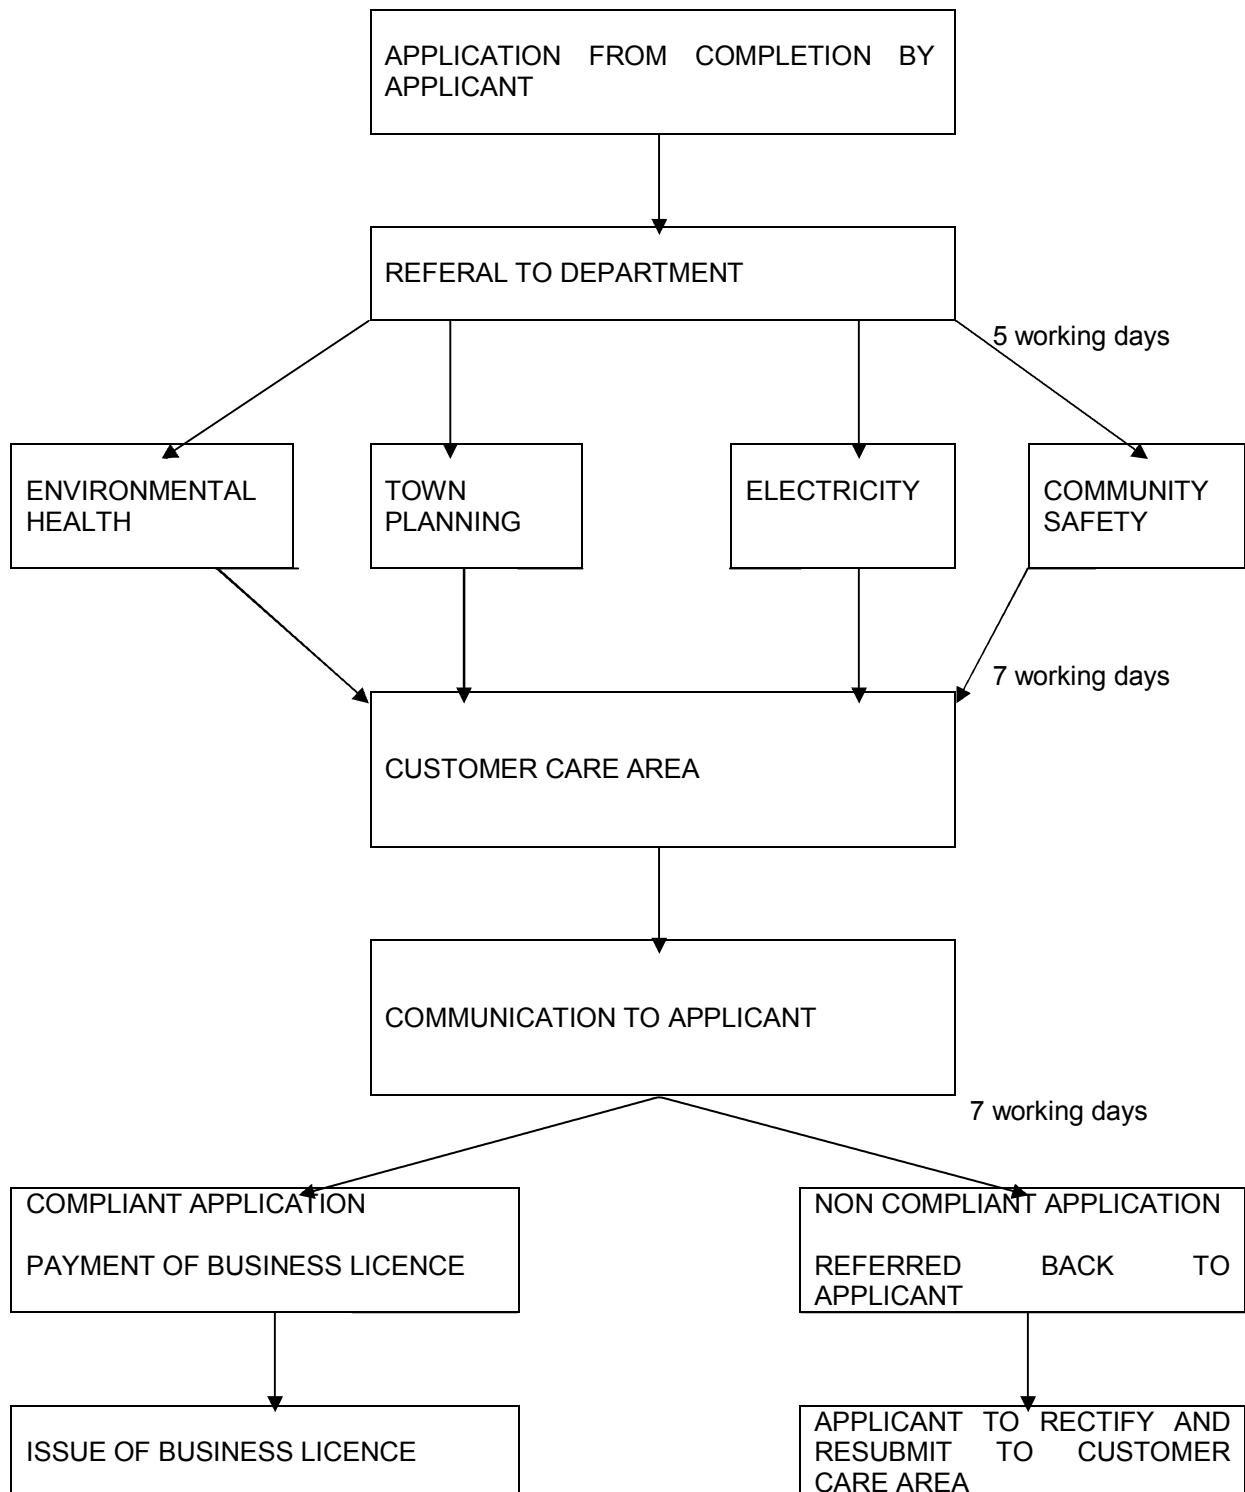 APPLICATION FROM COMPLETION BY
APPLICANT
REFERAL TO DEPARTMENT
5 working days
ENVIRONMENTAL
HEALTH
TOWN
PLANNING
ELECTRICITY
COMMUNITY
SAFETY
7 working days
CUSTOMER CARE AREA
COMMUNICATION TO APPLICANT
7 working days
COMPLIANT APPLICATION
PAYMENT OF BUSINESS LICENCE
NON COMPLIANT APPLICATION
REFERRED BACK TO
APPLICANT
ISSUE OF BUSINESS LICENCE
APPLICANT TO RECTIFY AND
RESUBMIT TO CUSTOMER
CARE AREA